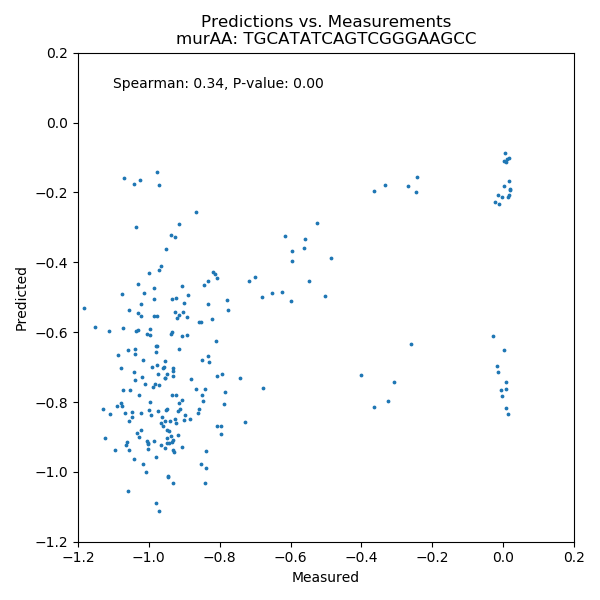 Predictions vs. Measurements
murAA: TGCATATCAGTCGGGAAGCC
Spearman: 0.34, P-value: 0.00
0.2
0.0
−0.2
−0.4
−0.6
−0.8
−1.0
−1.2
Predicted
−1.2 −1.0 −0.8 −0.6 −0.4 −0.2 0.0 0.2
Measured